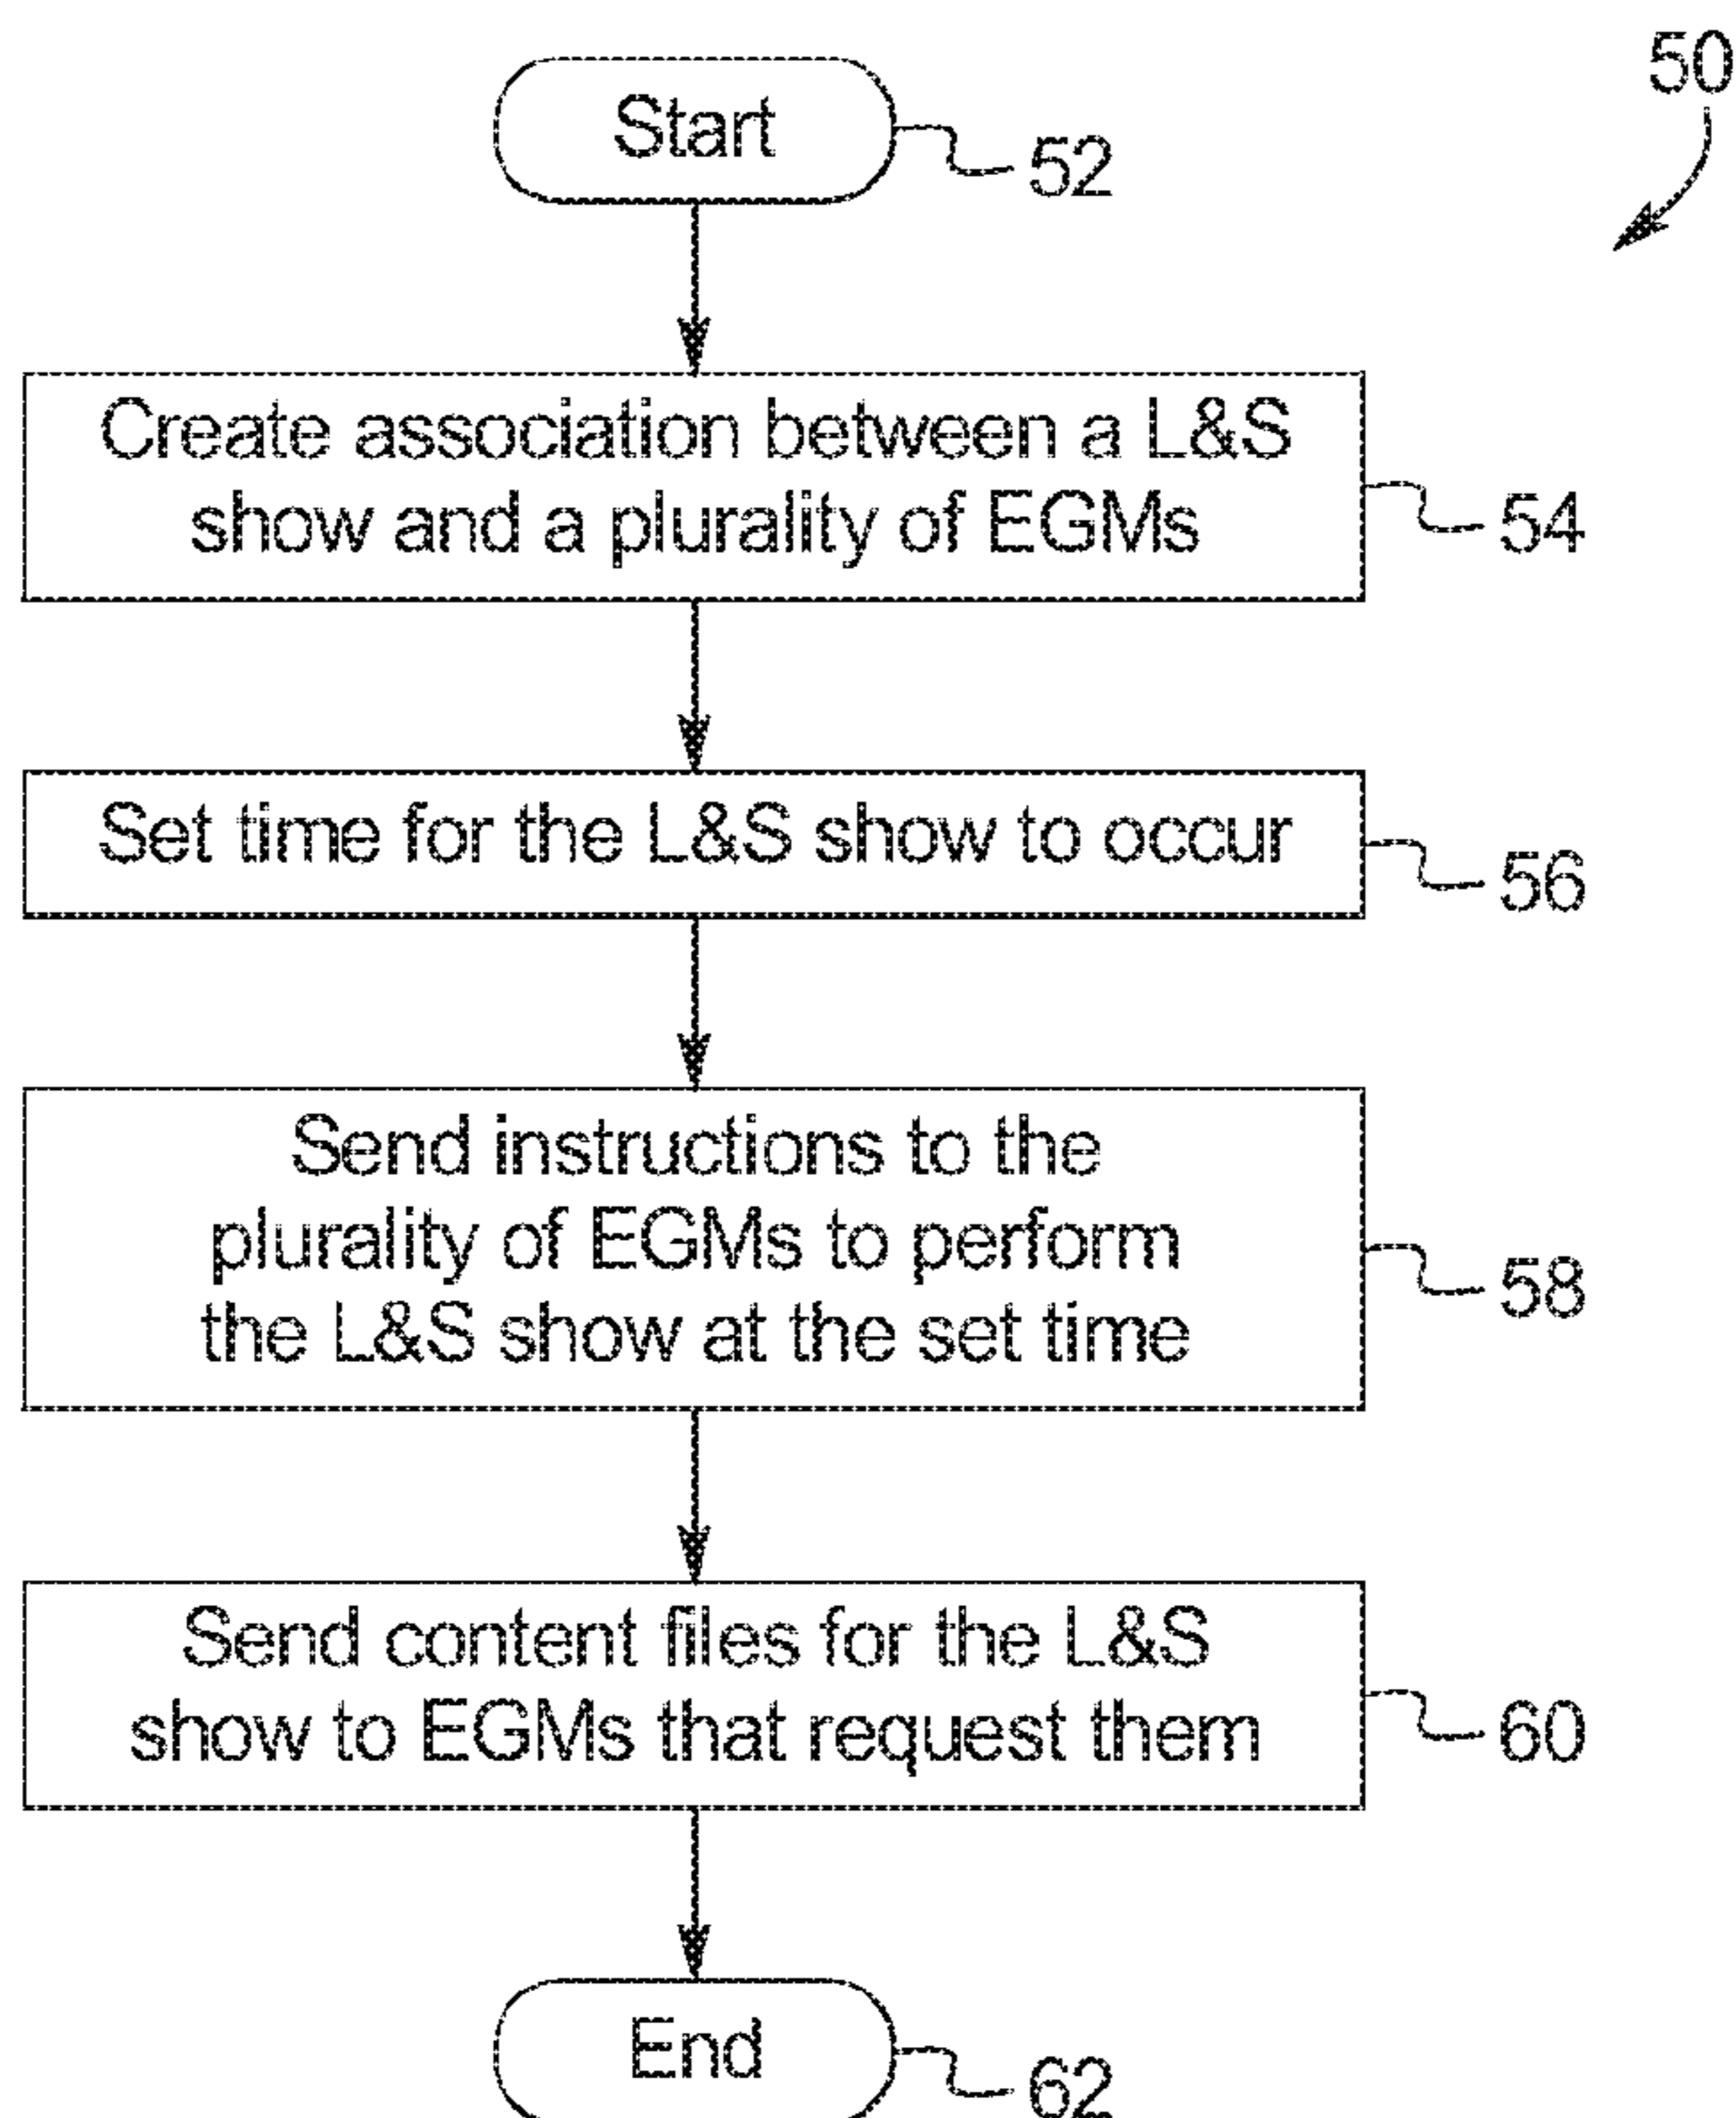 50
Start
52
Create association between a L&S
show and a plurality of EGMs
54
Set time for the L&S show to occur
56
Send instructions to the
plurality of EGMs to perform
the L&S show at the set time
58
Send content files for the L&S
show to EGMs that request them
60
End
62